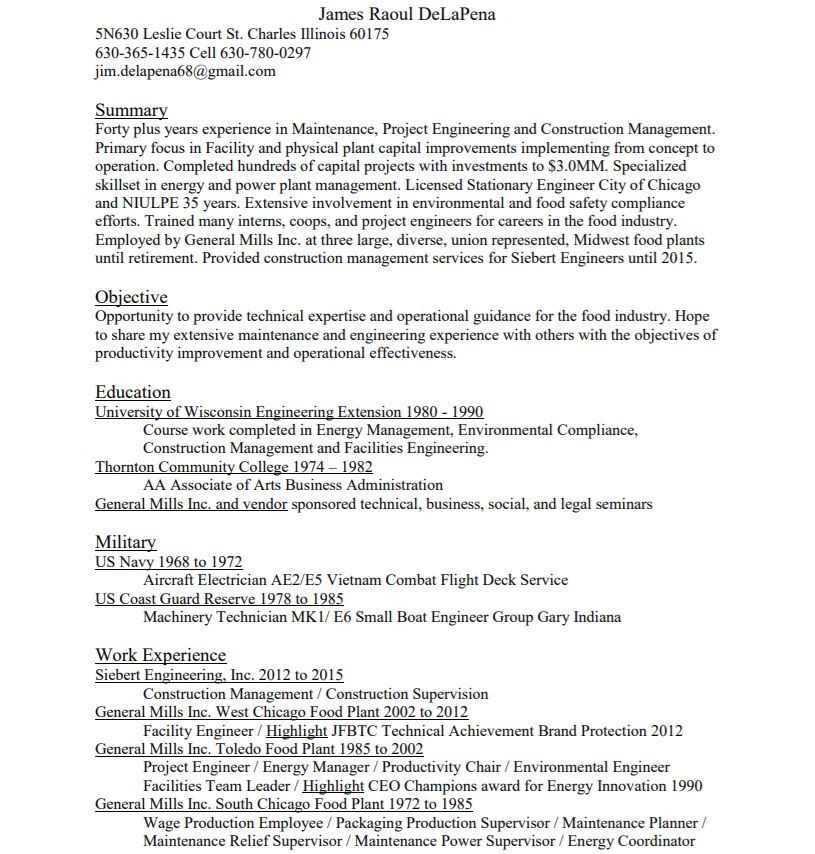 James Raoul DeLaPena
5N630 Leslie Court St. Charles Illinois 60175
630-365-1435 Cell 630-780-0297
jim.delapena68@gmail.com
Summary
Forty plus years experience in Maintenance, Project Engineering and Construction Management.
Primary focus in Facility and physical plant capital improvements implementing from concept to
operation. Completed hundreds of capital projects with investments to $3.0MM. Specialized
skillset in energy and power plant management. Licensed Stationary Engineer City of Chicago
and NIULPE 35 years. Extensive involvement in environmental and food safety compliance
efforts. Trained many interns, coops, and project engineers for careers in the food industry.
Employed by General Mills Inc. at three large, diverse, union represented, Midwest food plants
until retirement. Provided construction management services for Siebert Engineers until 2015.
Objective
Opportunity to provide technical expertise and operational guidance for the food industry. Hope
to share my extensive maintenance and engineering experience with others with the objectives of
productivity improvement and operational effectiveness.
Education
University of Wisconsin Engineering Extension 1980 - 1990
Course work completed in Energy Management, Environmental Compliance,
Construction Management and Facilities Engineering.
Thornton Community College 1974 – 1982
AA Associate of Arts Business Administration
General Mills Inc. and vendor sponsored technical, business, social, and legal seminars
Military
US Navy 1968 to 1972
Aircraft Electrician AE2/E5 Vietnam Combat Flight Deck Service
US Coast Guard Reserve 1978 to 1985
Machinery Technician MK1/ E6 Small Boat Engineer Group Gary Indiana
Work Experience
Siebert Engineering, Inc. 2012 to 2015
Construction Management / Construction Supervision
General Mills Inc. West Chicago Food Plant 2002 to 2012
Facility Engineer / Highlight JFBTC Technical Achievement Brand Protection 2012
General Mills Inc. Toledo Food Plant 1985 to 2002
Project Engineer / Energy Manager / Productivity Chair / Environmental Engineer
Facilities Team Leader / Highlight CEO Champions award for Energy Innovation 1990
General Mills Inc. South Chicago Food Plant 1972 to 1985
Wage Production Employee / Packaging Production Supervisor / Maintenance Planner /
Maintenance Relief Supervisor / Maintenance Power Supervisor / Energy Coordinator